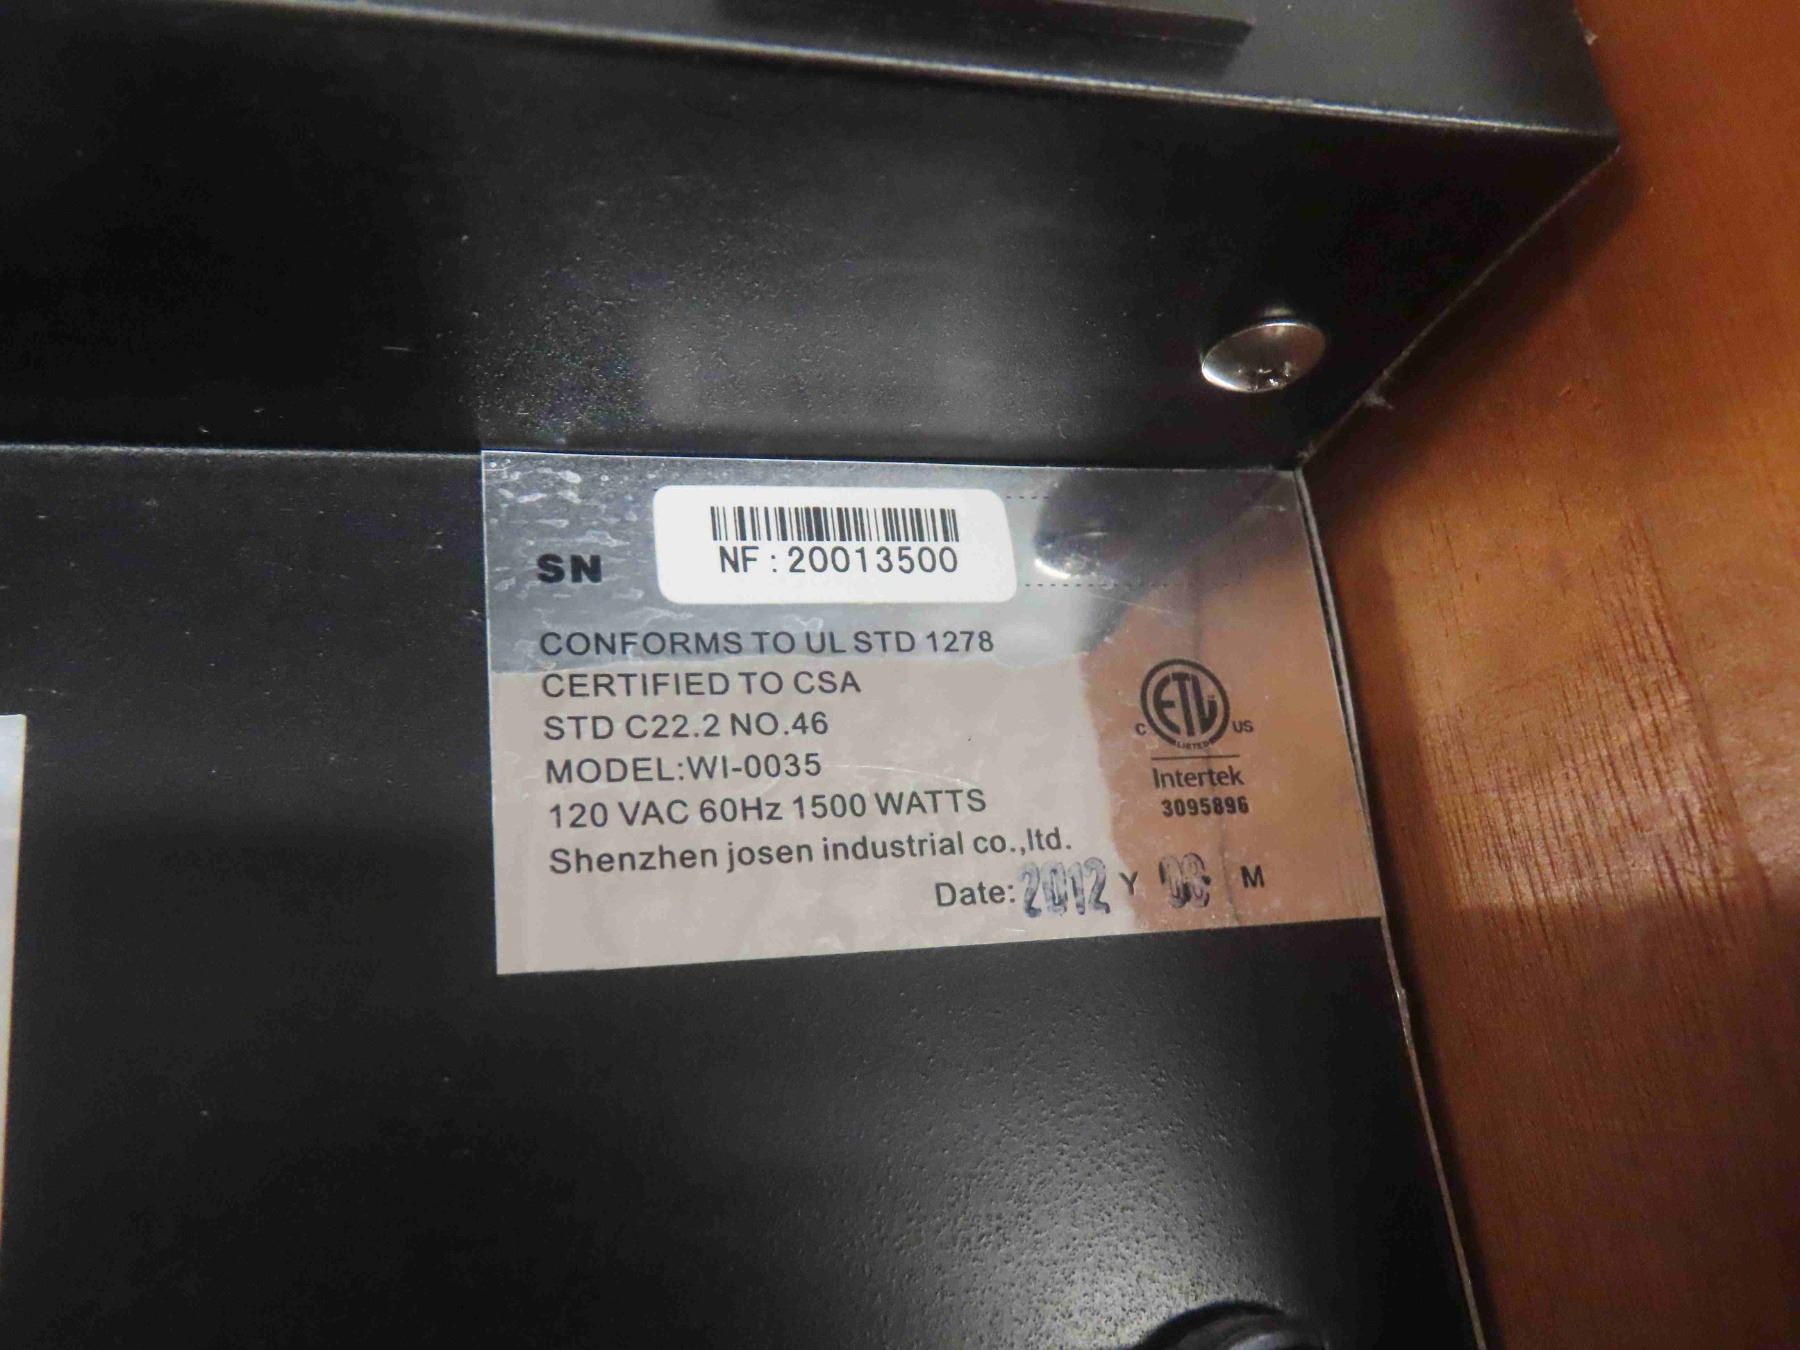 SN
NF : 20013500
CONFORMS TO UL STD 1278
CERTIFIED TO CSA
STD C22.2 NO.46
MODEL:WI-0035
120 VAC 60Hz 1500 WATTS
Shenzhen josen industrial co.,ltd.
Date: 2012 Y 08 M
ETL
C US
LISTED
Intertek
3095896